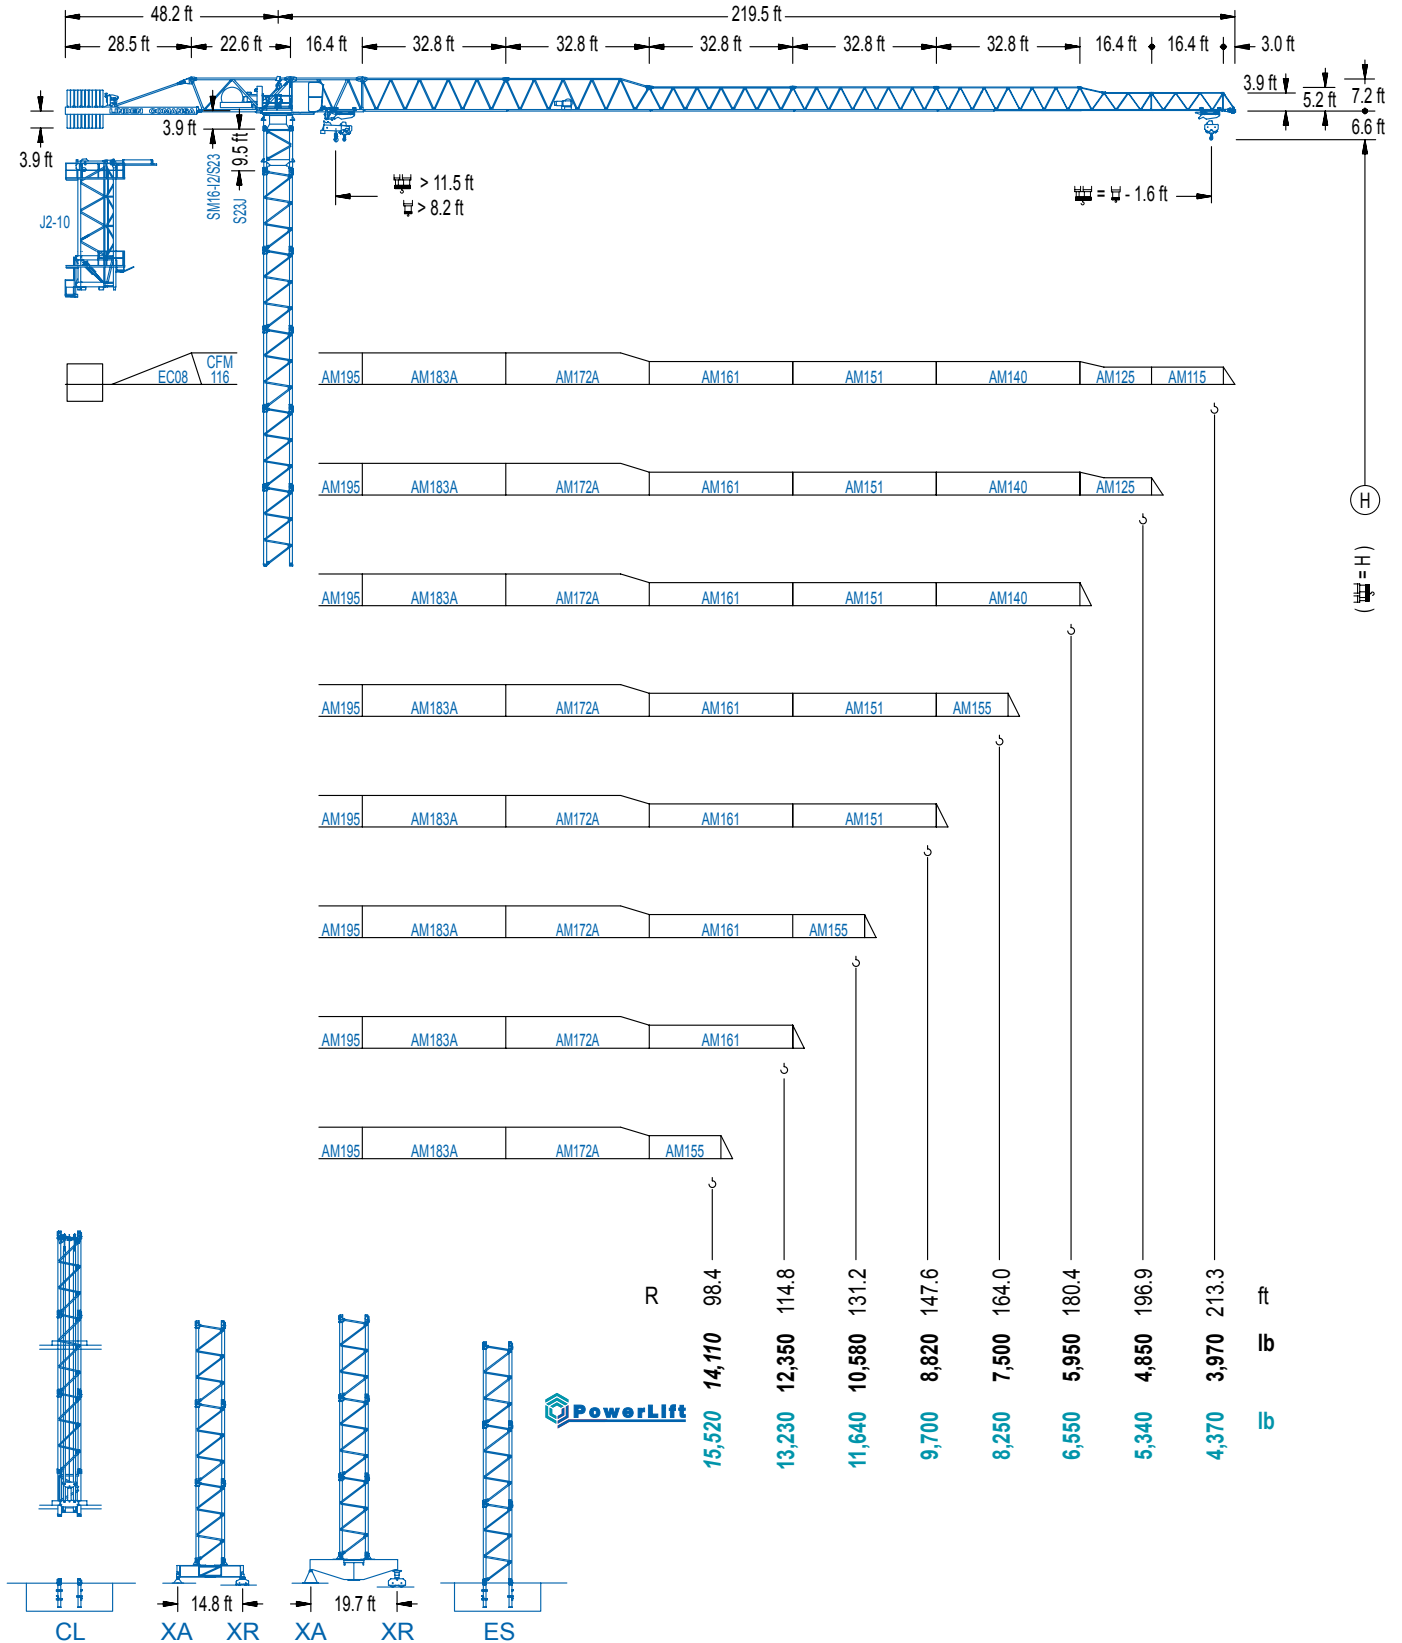 48.2 ft 219.5 ft
28.5 ft 22.6 ft 16.4 ft 32.8 ft 32.8 ft 32.8 ft 32.8 ft 32.8 ft 16.4 ft 16.4 ft 3.0 ft
LINDEN COMANSA
3.9 ft 5.2 ft 7.2 ft
3.9 ft 6.6 ft
3.9 ft
9.5 ft
SM16-I2/S23
S23J
J2-10
> 11.5 ft
> 8.2 ft
= - 1.6 ft
H
( = H )
EC08 CFM 116
AM195 AM183A AM172A AM161 AM151 AM140 AM125 AM115
AM195 AM183A AM172A AM161 AM151 AM140 AM125
AM195 AM183A AM172A AM161 AM151 AM140
AM195 AM183A AM172A AM161 AM151 AM155
AM195 AM183A AM172A AM161 AM151
AM195 AM183A AM172A AM161 AM155
AM195 AM183A AM172A AM161
AM195 AM183A AM172A AM155
R 98.4 114.8 131.2 147.6 164.0 180.4 196.9 213.3 ft
14,110 12,350 10,580 8,820 7,500 5,950 4,850 3,970 lb
PowerLift 15,520 13,230 11,640 9,700 8,250 6,550 5,340 4,370 lb
14.8 ft 19.7 ft
CL XA XR XA XR ES